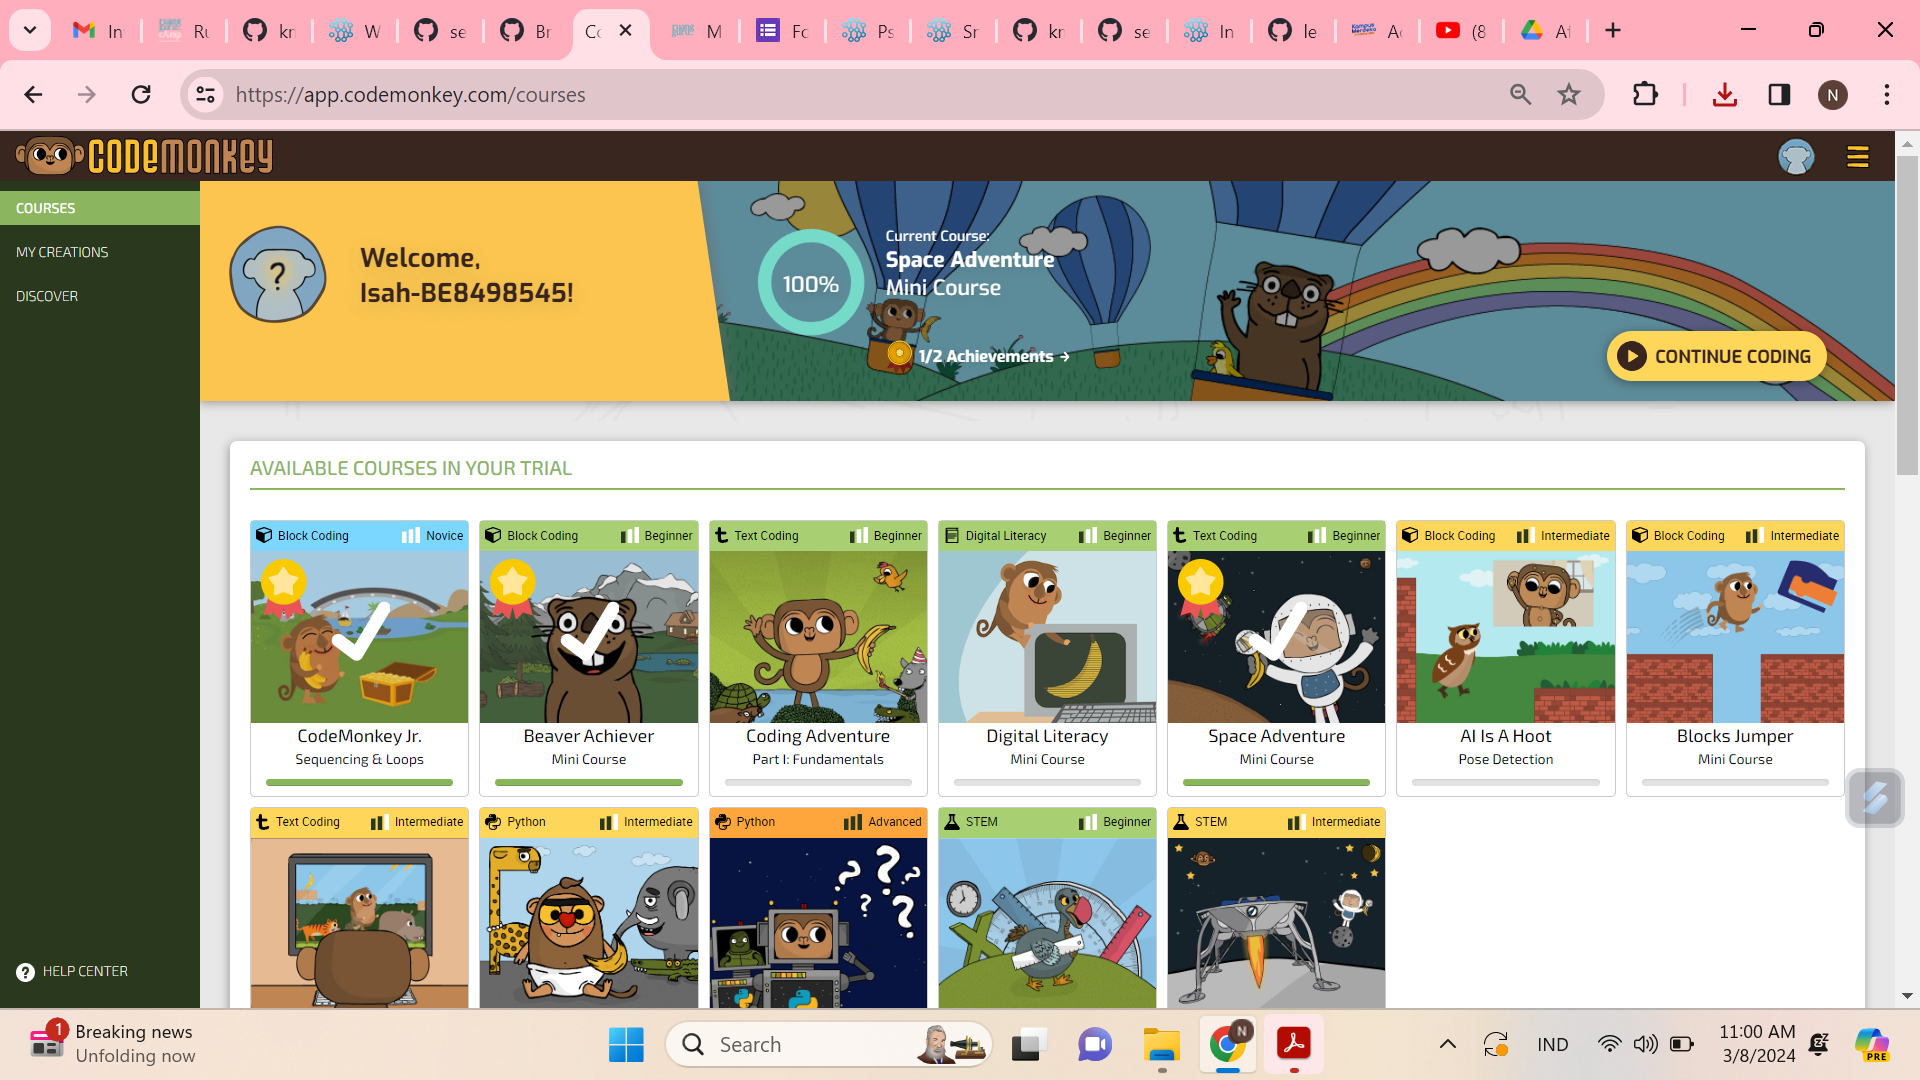 In
Ru
kn
W
se
Br
Co
M
Fo
Ps
Sr
kn
se
In
le
Ac
(8
Af
https://app.codemonkey.com/courses
N
CODEMONKEY
COURSES
MY CREATIONS
DISCOVER
HELP CENTER
?
Welcome,
Isah-BE8498545!
100%
Current Course:
Space Adventure
Mini Course
1/2 Achievements →
CONTINUE CODING
AVAILABLE COURSES IN YOUR TRIAL
Block Coding Novice
CodeMonkey Jr.
Sequencing & Loops
Block Coding Beginner
Beaver Achiever
Mini Course
Text Coding Beginner
Coding Adventure
Part I: Fundamentals
Digital Literacy Beginner
Digital Literacy
Mini Course
Text Coding Beginner
Space Adventure
Mini Course
Block Coding Intermediate
AI Is A Hoot
Pose Detection
Block Coding Intermediate
Blocks Jumper
Mini Course
Text Coding Intermediate
Python Intermediate
Python Advanced
STEM Beginner
STEM Intermediate
1
Breaking news
Unfolding now
Search
N
IND
11:00 AM
3/8/2024
PRE